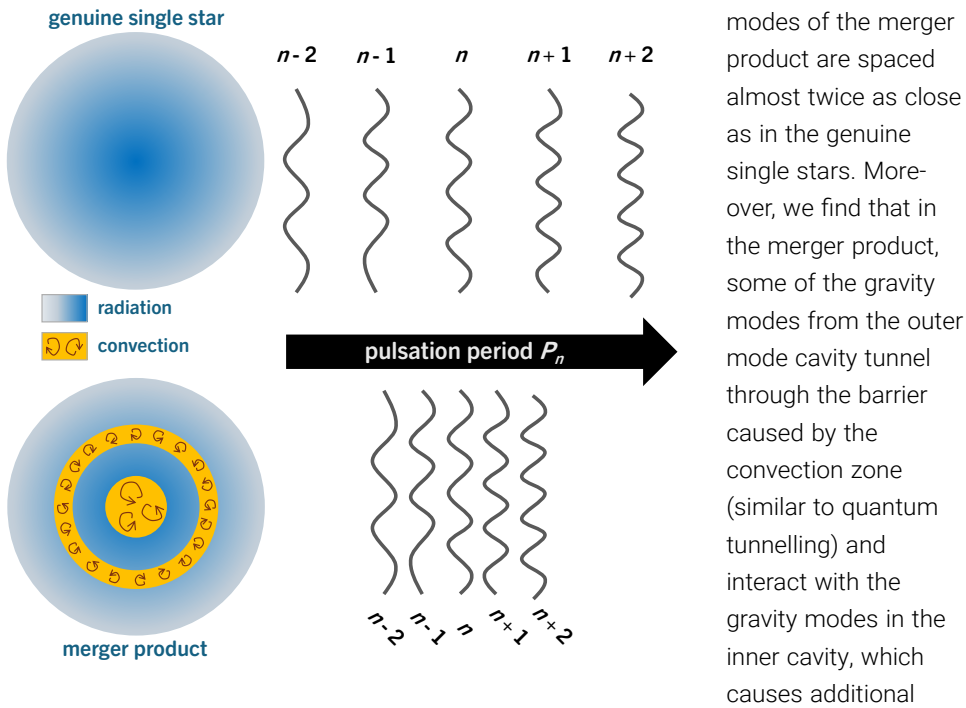 genuine single star
n - 2 n - 1 n n + 1 n + 2
radiation
convection
pulsation period Pn
n - 2 n - 1 n n + 1 n + 2
merger product
modes of the merger
product are spaced
almost twice as close
as in the genuine
single stars. More-
over, we find that in
the merger product,
some of the gravity
modes from the outer
mode cavity tunnel
through the barrier
caused by the
convection zone
(similar to quantum
tunnelling) and
interact with the
gravity modes in the
inner cavity, which
causes additional